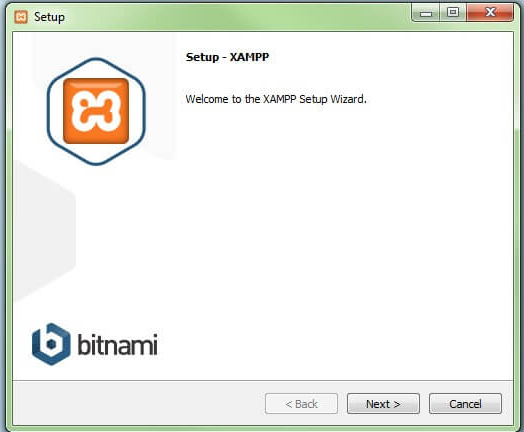 Setup
Setup - XAMPP
Welcome to the XAMPP Setup Wizard.
bitnami
< Back
Next >
Cancel